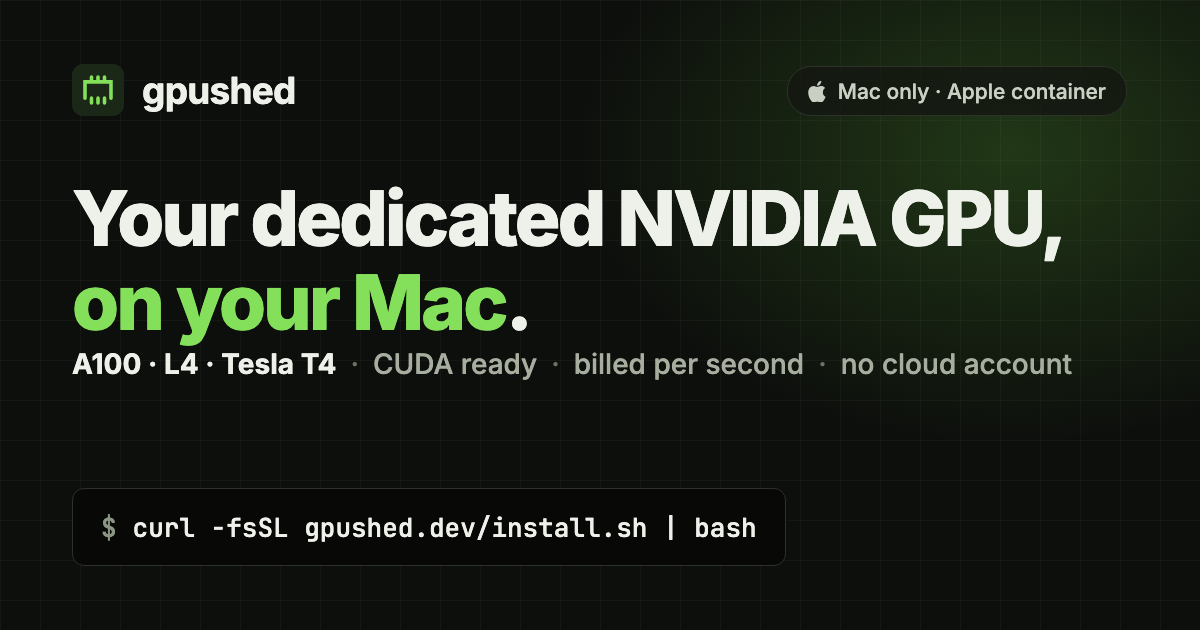 gpushed
Mac only · Apple container
Your dedicated NVIDIA GPU,
on your Mac.
A100 · L4 · Tesla T4 · CUDA ready · billed per second · no cloud account
$ curl -fsSL gpushed.dev/install.sh | bash